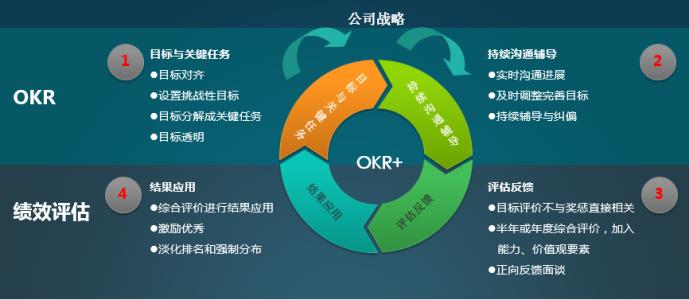 公司战略
OKR
1
目标与关键任务
●目标对齐
●设置挑战性目标
●目标分解成关键任务
●目标透明
目标与关键任务
持续沟通辅导
OKR+
结果应用
评估反馈
持续沟通辅导
●实时沟通进展
●及时调整完善目标
●持续辅导与纠偏
2
绩效评估
4
结果应用
●综合评价进行结果应用
●激励优秀
●淡化排名和强制分布
评估反馈
●目标评价不与奖惩直接相关
●半年或年度综合评价，加入
能力、价值观要素
●正向反馈面谈
3